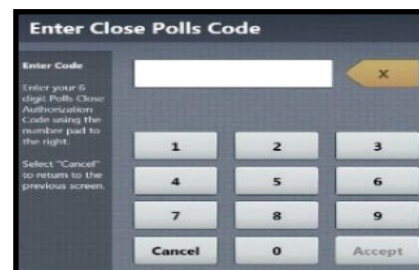 Enter Close Polls Code
Enter Code
Enter your 6
digit Polls Close
Authorization
Code using the
number pad to
the right.
Select "Cancel"
to return to the
previous screen.
X
1 2 3
4 5 6
7 8 9
Cancel 0 Accept